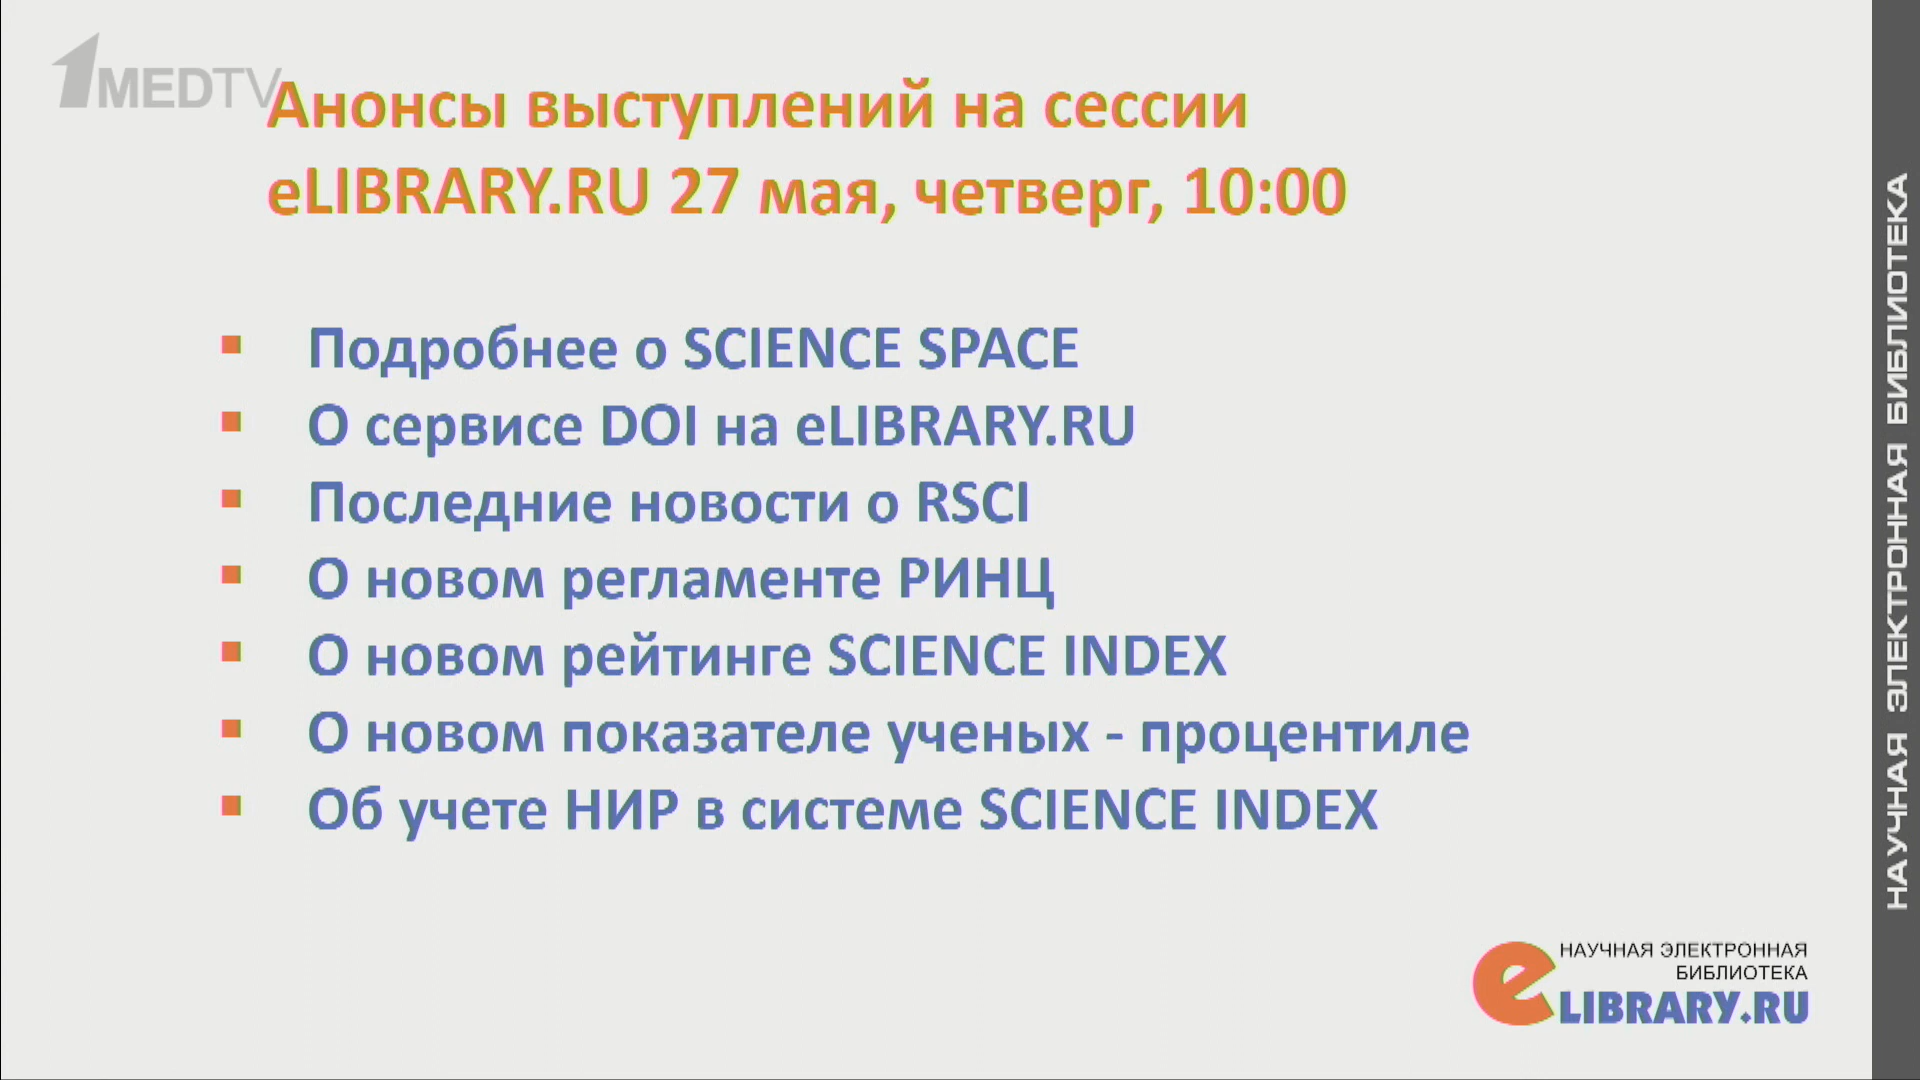 1MEDTV
Анонсы выступлений на сессии
eLIBRARY.RU 27 мая, четверг, 10:00
Подробнее о SCIENCE SPACE
О сервисе DOI на eLIBRARY.RU
Последние новости о RSCI
О новом регламенте РИНЦ
О новом рейтинге SCIENCE INDEX
О новом показателе ученых - процентиле
Об учете НИР в системе SCIENCE INDEX
НАУЧНАЯ ЭЛЕКТРОННАЯ
БИБЛИОТЕКА
eLIBRARY.RU
НАУЧНАЯ ЭЛЕКТРОННАЯ БИБЛИОТЕКА